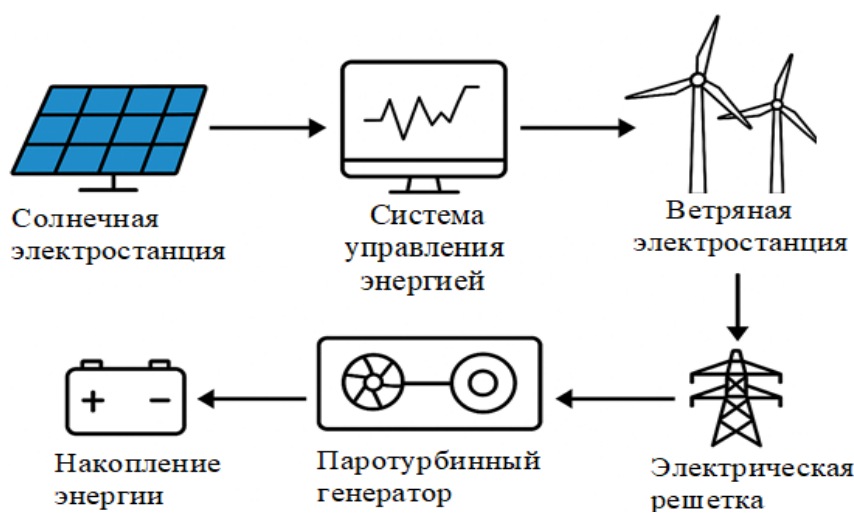 Солнечная
электростанция
Система
управления
энергией
Ветряная
электростанция
Накопление
энергии
Паротурбинный
генератор
Электрическая
решетка